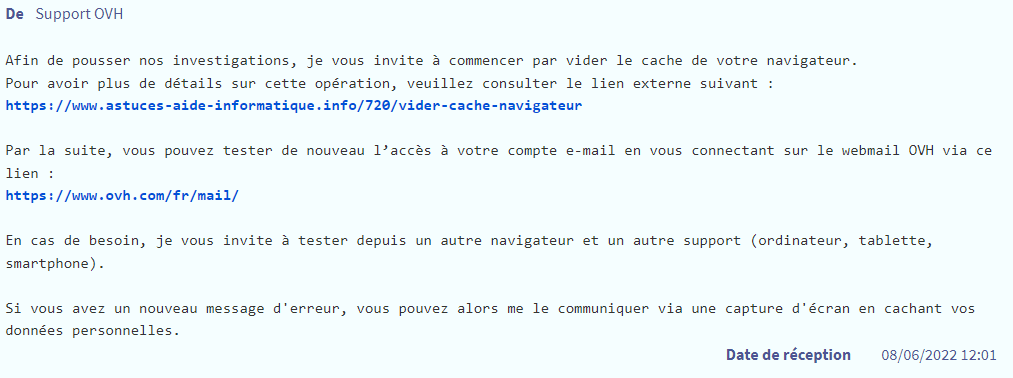 De Support OVH
Afin de pousser nos investigations, je vous invite à commencer par vider le cache de votre navigateur.
Pour avoir plus de détails sur cette opération, veuillez consulter le lien externe suivant :
https://www.astuces-aide-informatique.info/720/vider-cache-navigateur
Par la suite, vous pouvez tester de nouveau l’accès à votre compte e-mail en vous connectant sur le webmail OVH via ce
lien :
https://www.ovh.com/fr/mail/
En cas de besoin, je vous invite à tester depuis un autre navigateur et un autre support (ordinateur, tablette,
smartphone).
Si vous avez un nouveau message d'erreur, vous pouvez alors me le communiquer via une capture d'écran en cachant vos
données personnelles.
Date de réception 08/06/2022 12:01